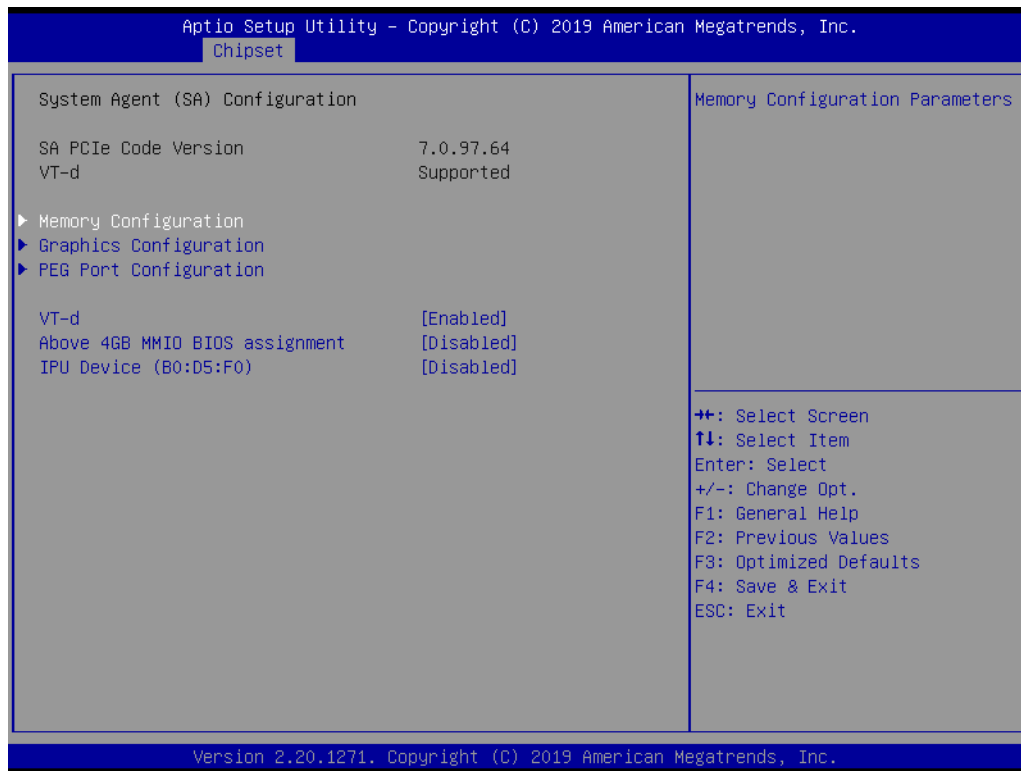 Aptio Setup Utility – Copyright (C) 2019 American Megatrends, Inc.
Chipset
System Agent (SA) Configuration
SA PCIe Code Version 7.0.97.64
VT-d Supported
▶ Memory Configuration
▶ Graphics Configuration
▶ PEG Port Configuration
VT-d [Enabled]
Above 4GB MMIO BIOS assignment [Disabled]
IPU Device (B0:D5:F0) [Disabled]
Memory Configuration Parameters
→←: Select Screen
↑↓: Select Item
Enter: Select
+/-: Change Opt.
F1: General Help
F2: Previous Values
F3: Optimized Defaults
F4: Save & Exit
ESC: Exit
Version 2.20.1271. Copyright (C) 2019 American Megatrends, Inc.